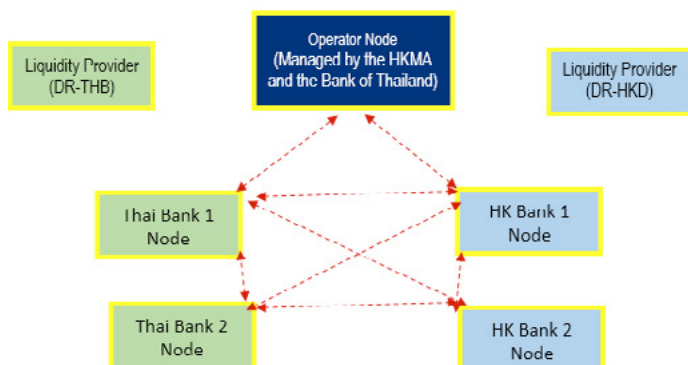 Operator Node
(Managed by the HKMA
and the Bank of Thailand)
Liquidity Provider
(DR-THB)
Liquidity Provider
(DR-HKD)
Thai Bank 1
Node
HK Bank 1
Node
Thai Bank 2
Node
HK Bank 2
Node